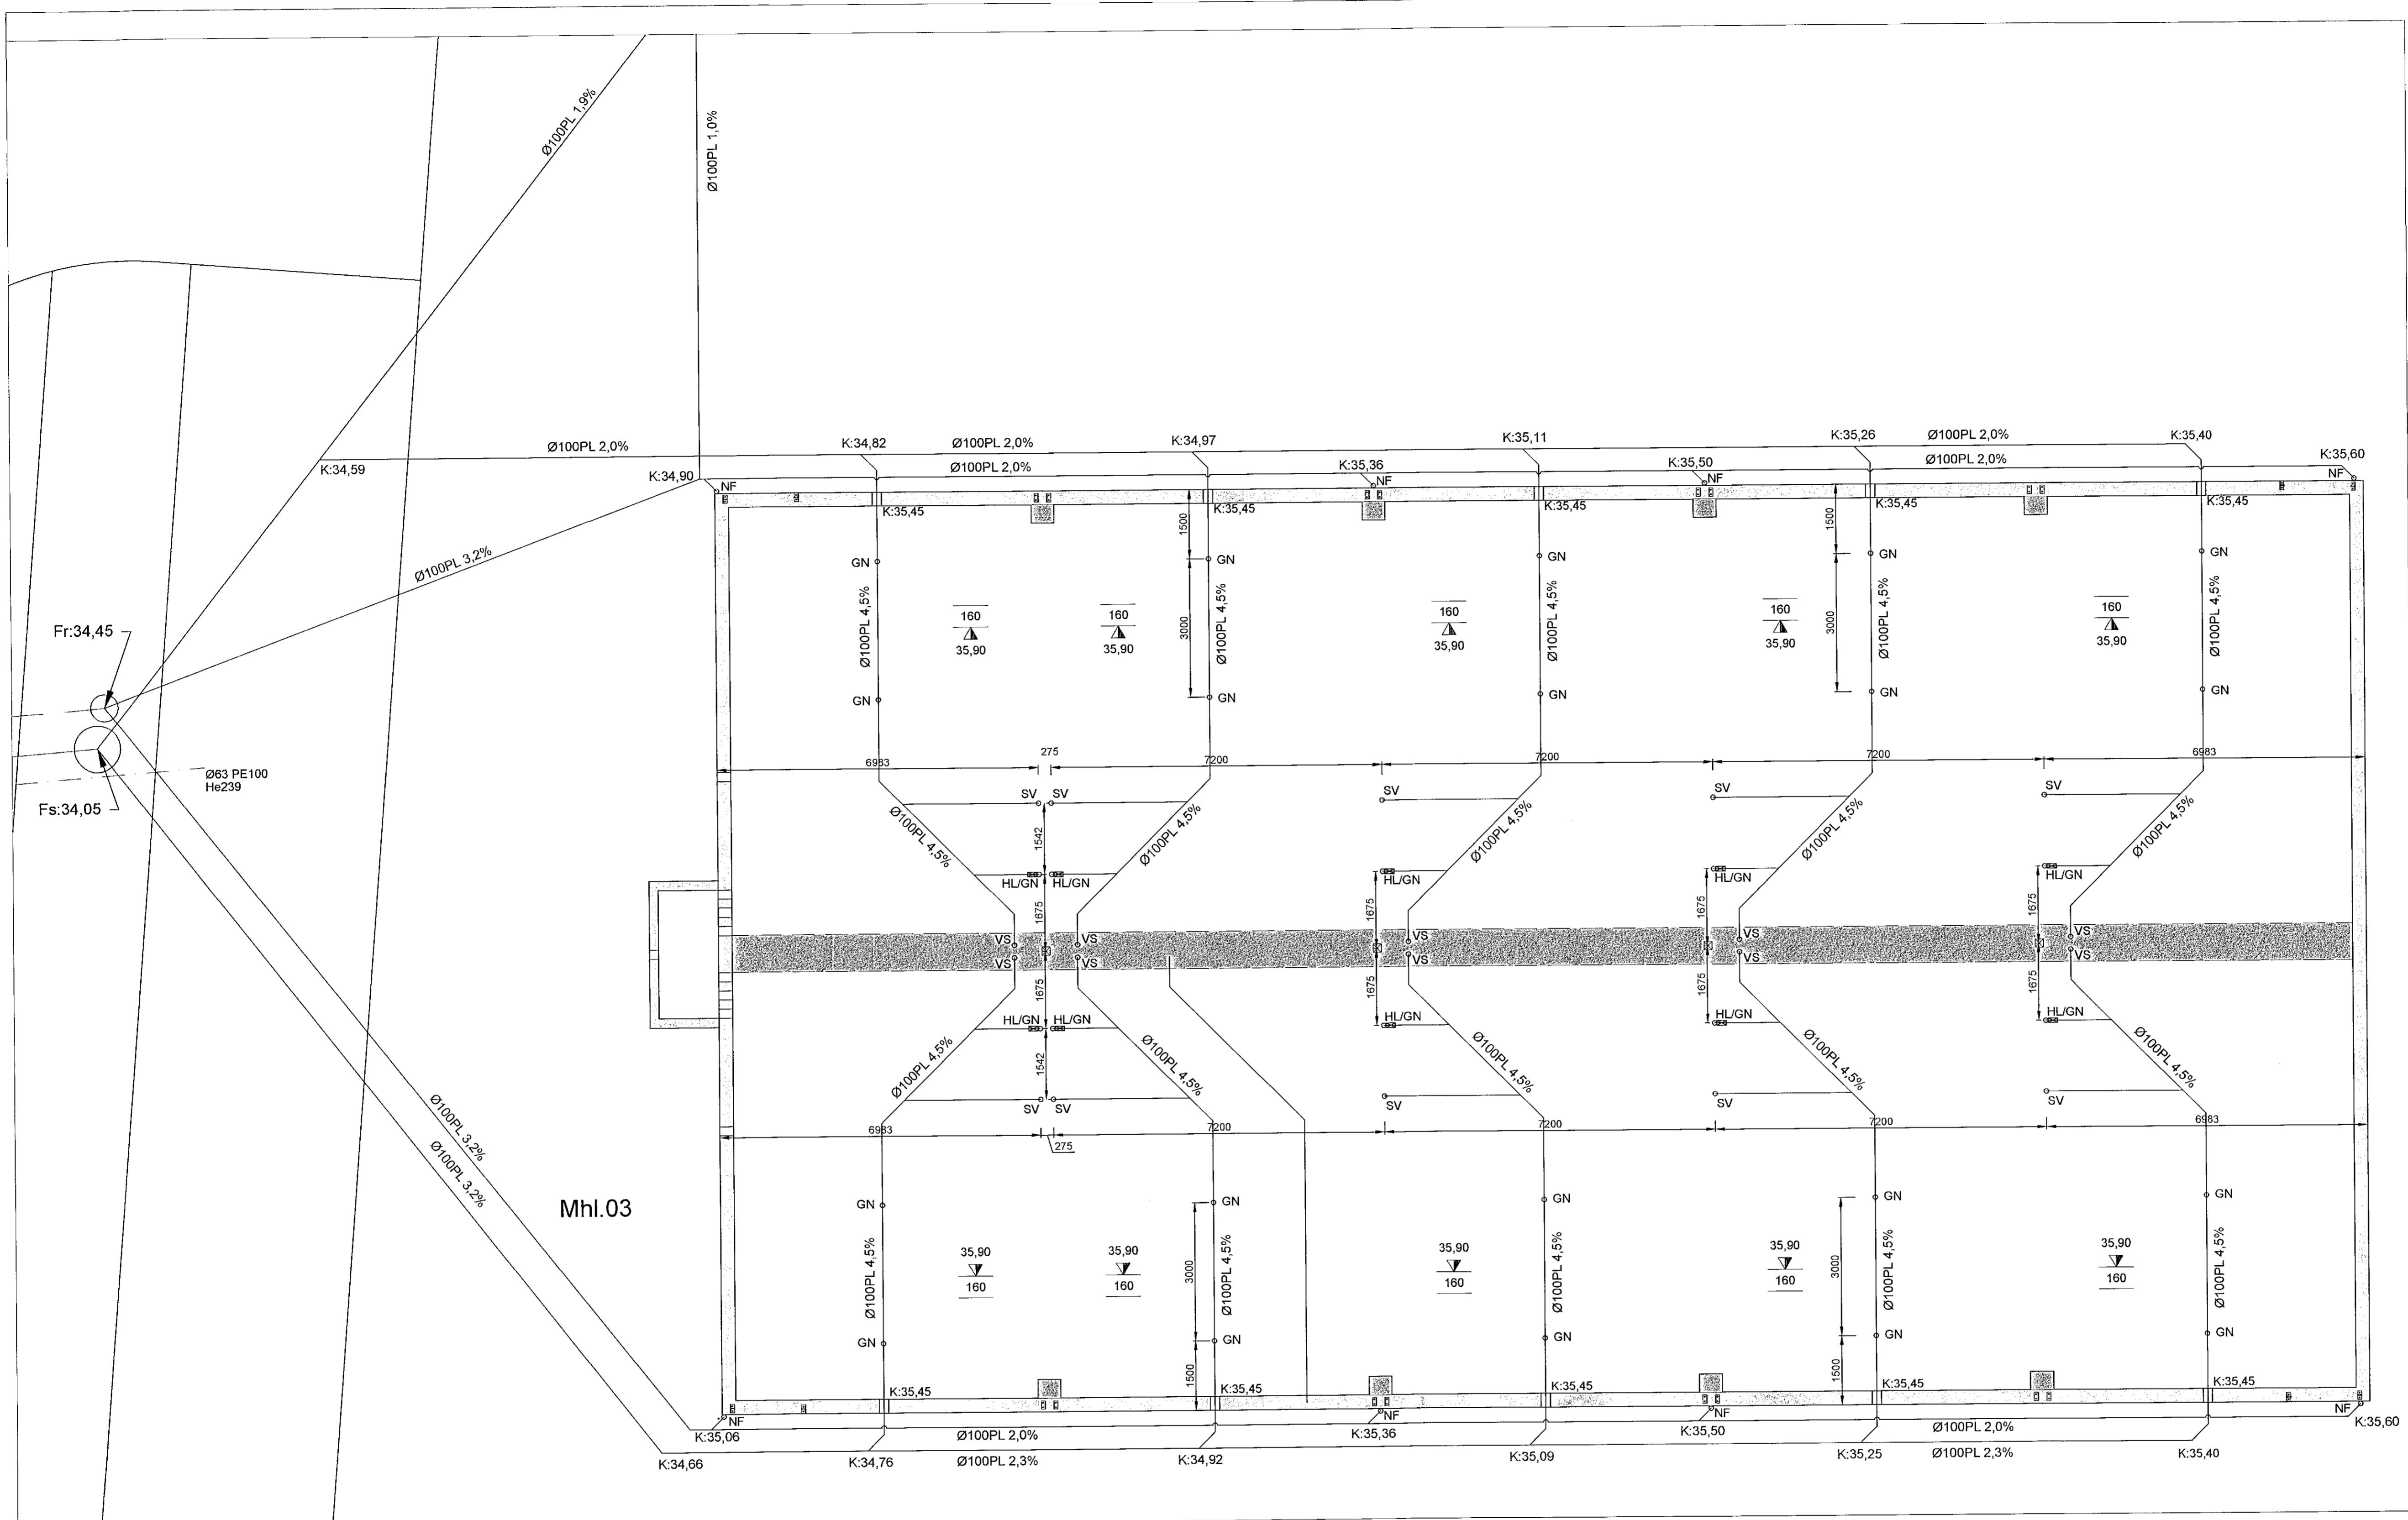 Ø100PL 1,9%
Ø100PL 1,0%
K:34,82
Ø100PL 2,0%
K:34,97
K:35,11
K:35,26
Ø100PL 2,0%
K:35,40
Ø100PL 2,0%
K:34,59
K:34,90
Ø100PL 2,0%
K:35,36
K:35,50
Ø100PL 2,0%
K:35,60
NF
NF
NF
NF
K:35,45
K:35,45
K:35,45
K:35,45
K:35,45
1500
1500
Ø100PL 3,2%
GN
GN
GN
GN
GN
Ø100PL 4,5%
160
35,90
160
35,90
3000
Ø100PL 4,5%
160
35,90
Ø100PL 4,5%
160
35,90
3000
Ø100PL 4,5%
160
35,90
Ø100PL 4,5%
Fr:34,45
GN
GN
GN
GN
GN
6983
275
7200
7200
7200
6983
Ø63 PE100
He239
Fs:34,05
SV
SV
SV
SV
SV
Ø100PL 4,5%
1542
Ø100PL 4,5%
Ø100PL 4,5%
Ø100PL 4,5%
Ø100PL 4,5%
HL/GN
HL/GN
HL/GN
HL/GN
HL/GN
1675
1675
1675
1675
VS
VS
VS
VS
VS
VS
VS
VS
VS
VS
1675
1675
1675
1675
HL/GN
HL/GN
HL/GN
HL/GN
HL/GN
Ø100PL 4,5%
1542
Ø100PL 4,5%
Ø100PL 4,5%
Ø100PL 4,5%
Ø100PL 4,5%
SV
SV
SV
SV
SV
6983
275
7200
7200
7200
6983
Ø100PL 3,2%
Ø100PL 3,2%
Mhl.03
GN
GN
GN
GN
GN
Ø100PL 4,5%
35,90
160
35,90
160
3000
Ø100PL 4,5%
35,90
160
Ø100PL 4,5%
35,90
160
3000
Ø100PL 4,5%
35,90
160
Ø100PL 4,5%
GN
GN
GN
GN
GN
1500
1500
K:35,45
K:35,45
K:35,45
K:35,45
K:35,45
NF
NF
NF
NF
K:35,06
Ø100PL 2,0%
K:35,36
K:35,50
Ø100PL 2,0%
K:35,60
K:34,66
K:34,76
Ø100PL 2,3%
K:34,92
K:35,09
K:35,25
Ø100PL 2,3%
K:35,40